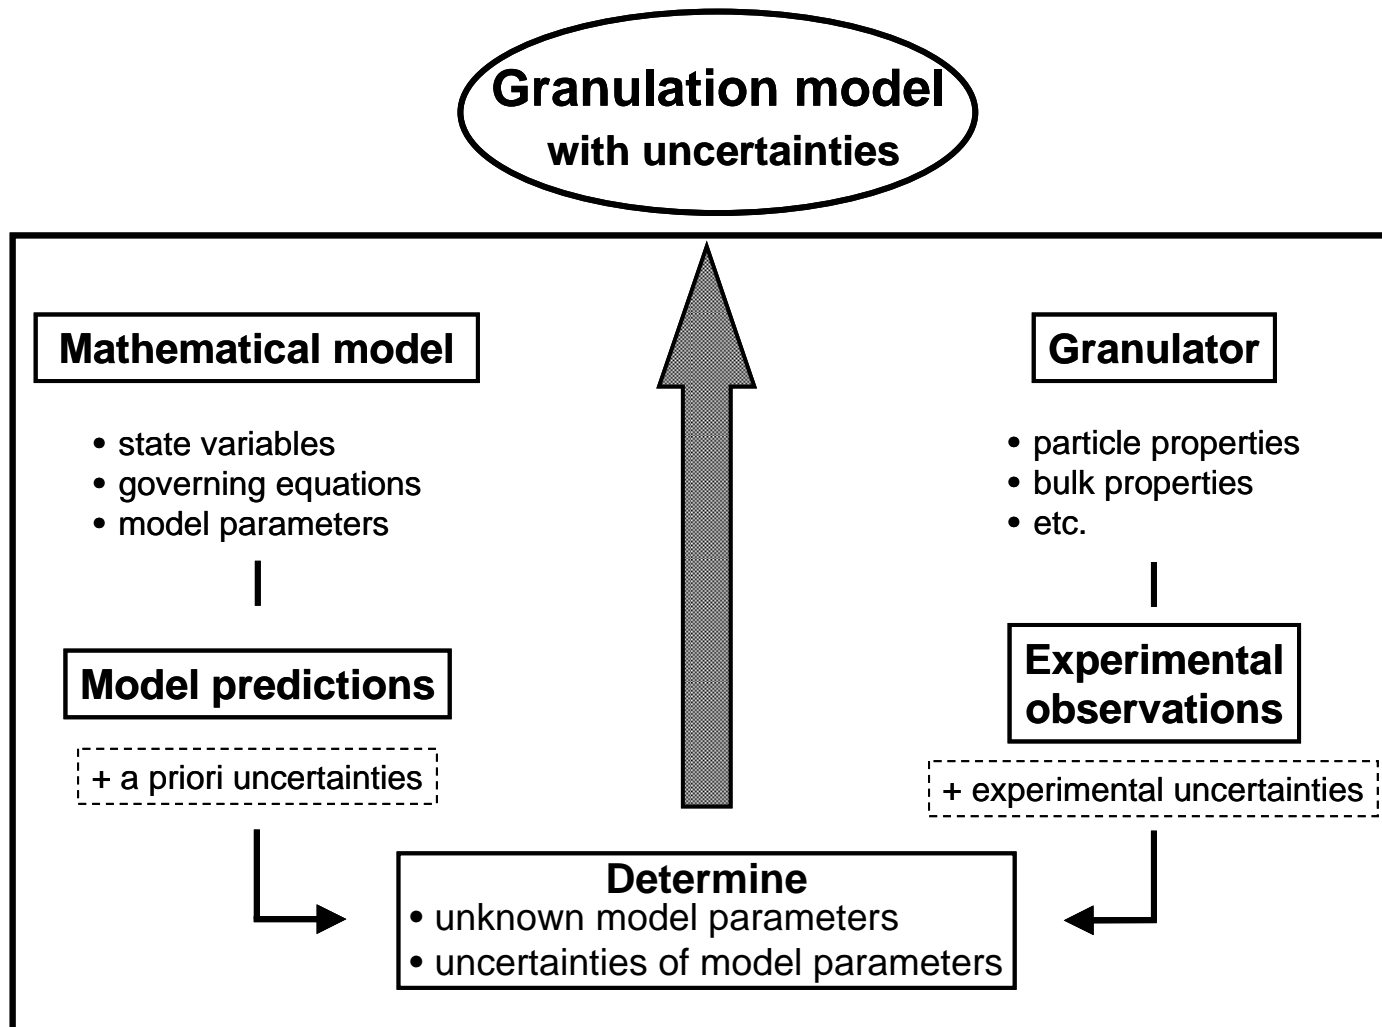 Granulation model
with uncertainties
Mathematical model
• state variables
• governing equations
• model parameters
Model predictions
+ a priori uncertainties
Granulator
• particle properties
• bulk properties
• etc.
Experimental
observations
+ experimental uncertainties
Determine
• unknown model parameters
• uncertainties of model parameters